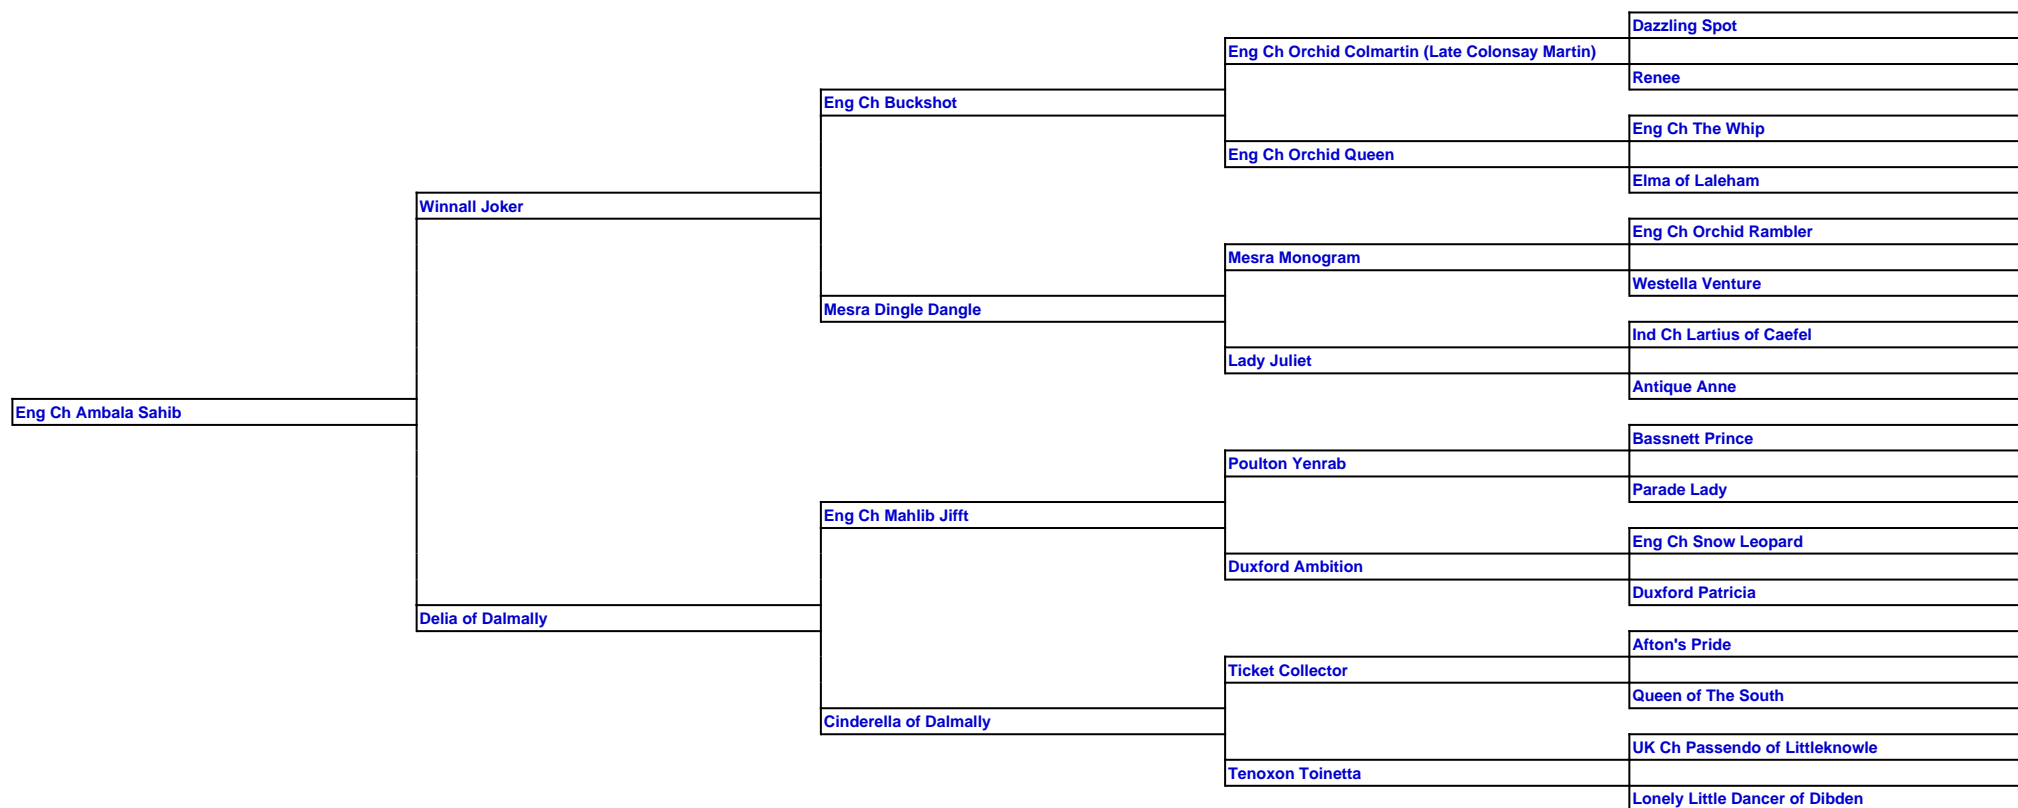 Dazzling Spot
Eng Ch Orchid Colmartin (Late Colonsay Martin)
Renee
Eng Ch Buckshot
Eng Ch The Whip
Eng Ch Orchid Queen
Elma of Laleham
Winnall Joker
Eng Ch Orchid Rambler
Mesra Monogram
Westella Venture
Mesra Dingle Dangle
Ind Ch Lartius of Caefel
Lady Juliet
Antique Anne
Eng Ch Ambala Sahib
Bassnett Prince
Poulton Yenrab
Parade Lady
Eng Ch Mahlib Jifft
Eng Ch Snow Leopard
Duxford Ambition
Duxford Patricia
Delia of Dalmally
Afton's Pride
Ticket Collector
Queen of The South
Cinderella of Dalmally
UK Ch Passendo of Littleknowle
Tenoxon Toinetta
Lonely Little Dancer of Dibden